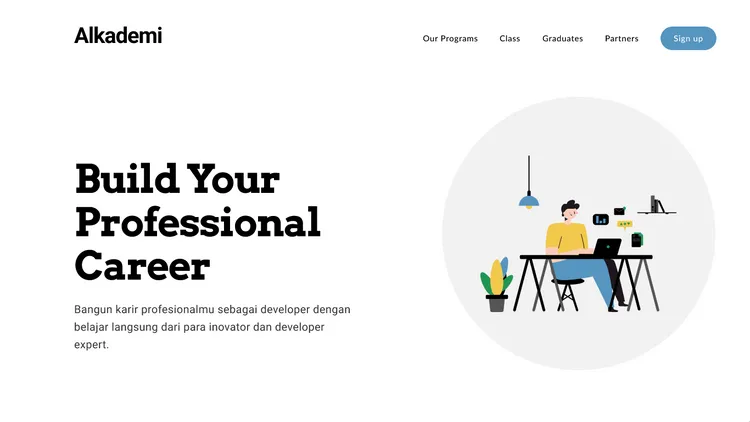 Alkademi
Our Programs
Class
Graduates
Partners
Sign up
Build Your
Professional
Career
Bangun karir profesionalmu sebagai developer dengan
belajar langsung dari para inovator dan developer
expert.